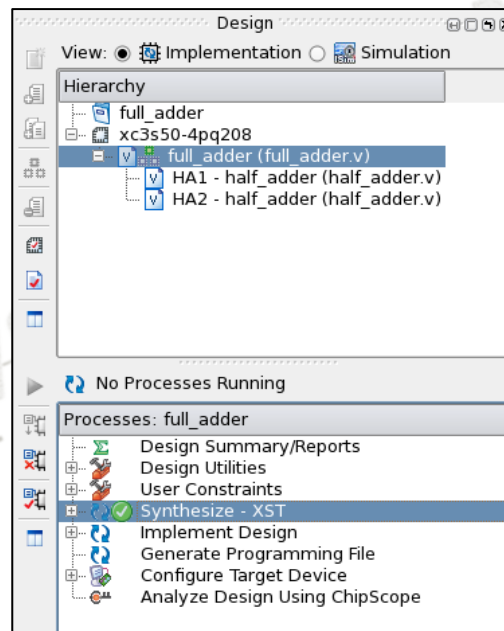 Design
View: Implementation Simulation
Hierarchy
full_adder
xc3s50-4pq208
full_adder (full_adder.v)
HA1 - half_adder (half_adder.v)
HA2 - half_adder (half_adder.v)
No Processes Running
Processes: full_adder
Design Summary/Reports
Design Utilities
User Constraints
Synthesize - XST
Implement Design
Generate Programming File
Configure Target Device
Analyze Design Using ChipScope